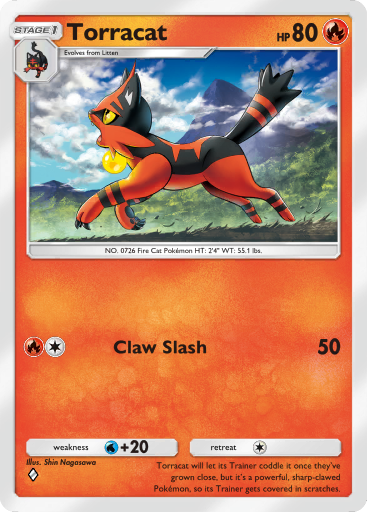 STAGE 1
Torracat
HP 80
Evolves from Litten
NO. 0726 Fire Cat Pokémon HT: 2'4" WT: 55.1 lbs.
Claw Slash 50
weakness +20 retreat
Illus. Shin Nagasawa
Torracat will let its Trainer coddle it once they've
grown close, but it's a powerful, sharp-clawed
Pokémon, so its Trainer gets covered in scratches.